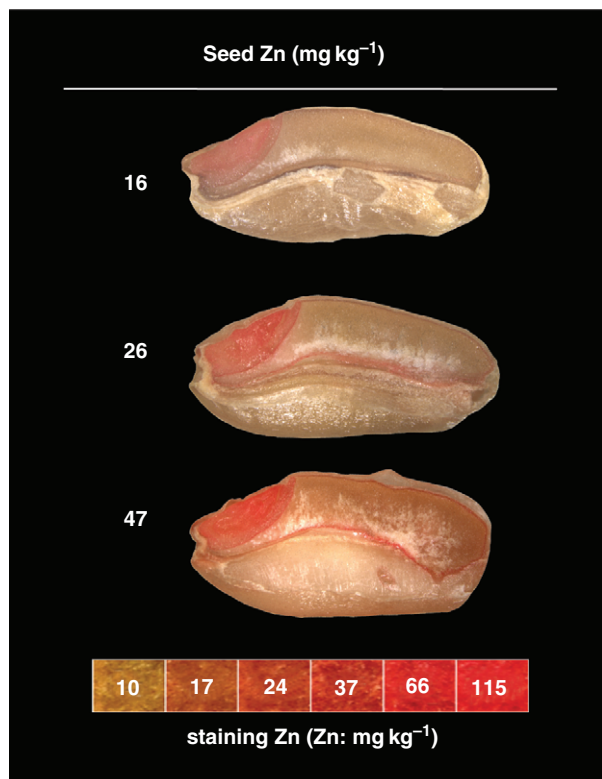 Seed Zn (mg kg⁻¹)
16
26
47
10 17 24 37 66 115
staining Zn (Zn: mg kg⁻¹)